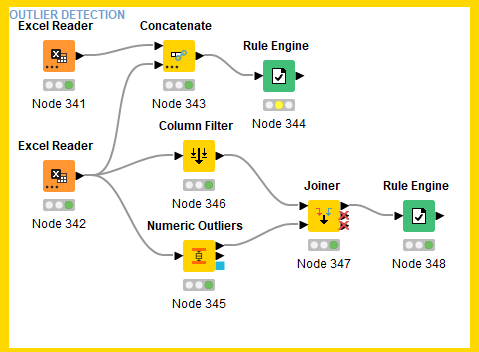 OUTLIER DETECTION
Excel Reader
Concatenate
Rule Engine
Node 341
Node 343
Node 344
Excel Reader
Column Filter
Node 342
Node 346
Joiner
Rule Engine
Numeric Outliers
Node 347
Node 348
Node 345